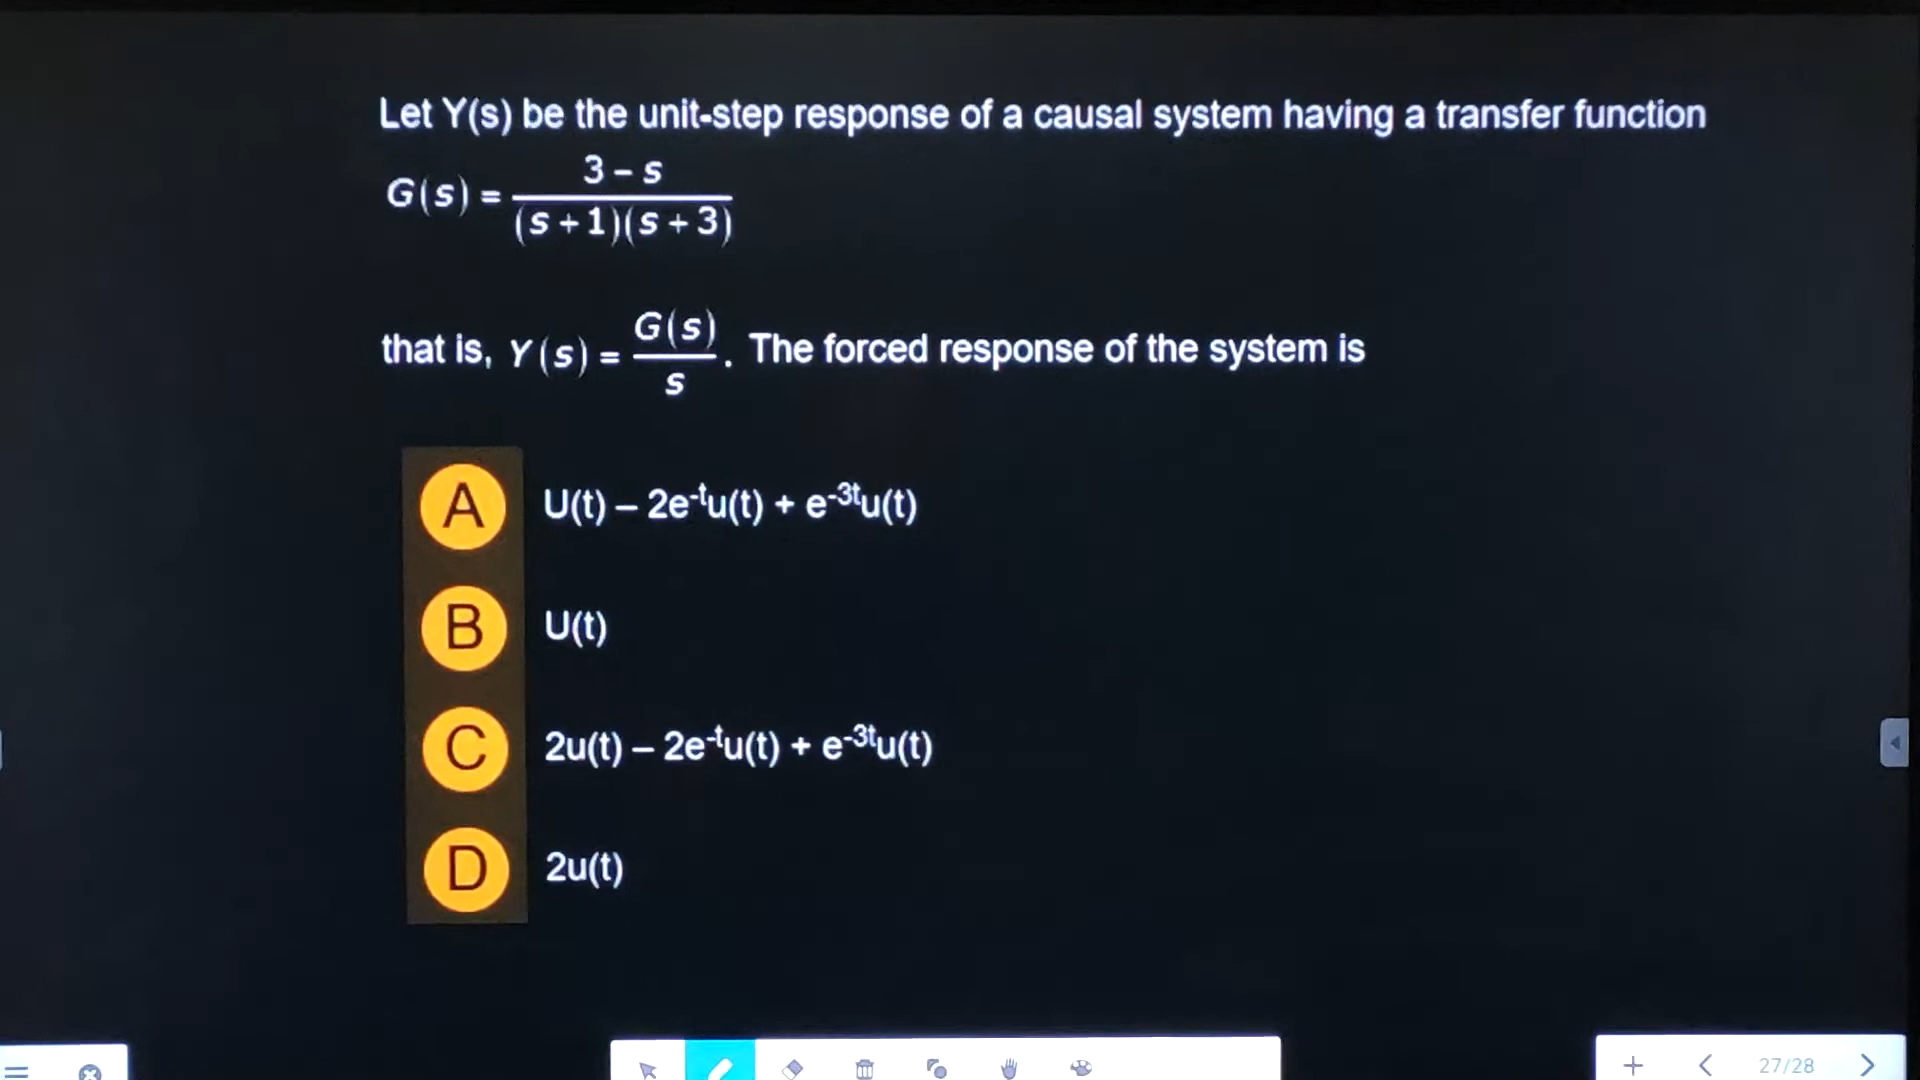 Let Y(s) be the unit-step response of a causal system having a transfer function
G(s) = (3 – s) / ((s + 1)(s + 3))
that is, Y(s) = G(s) / s. The forced response of the system is
A U(t) – 2e⁻ᵗu(t) + e⁻³ᵗu(t)
B U(t)
C 2u(t) – 2e⁻ᵗu(t) + e⁻³ᵗu(t)
D 2u(t)
27/28